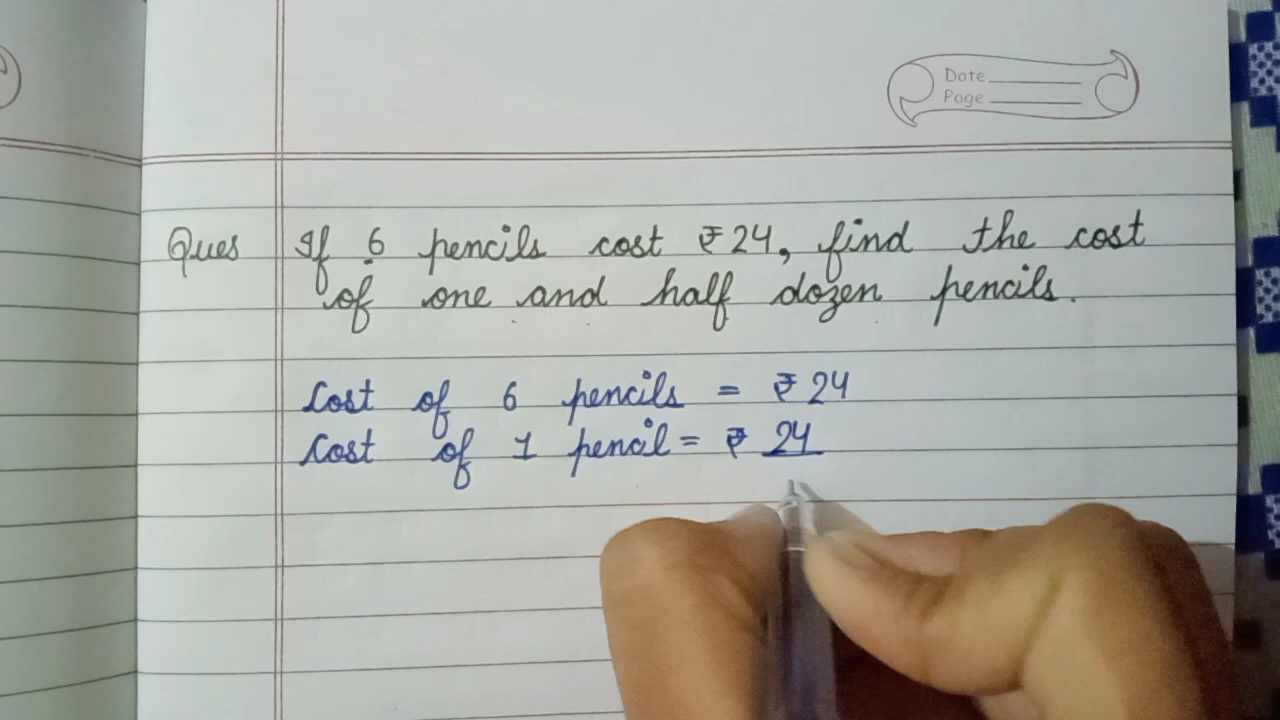 Date
Page
Ques If 6 pencils cost ₹24, find the cost
of one and half dozen pencils.
Cost of 6 pencils = ₹24
Cost of 1 pencil = ₹ 24